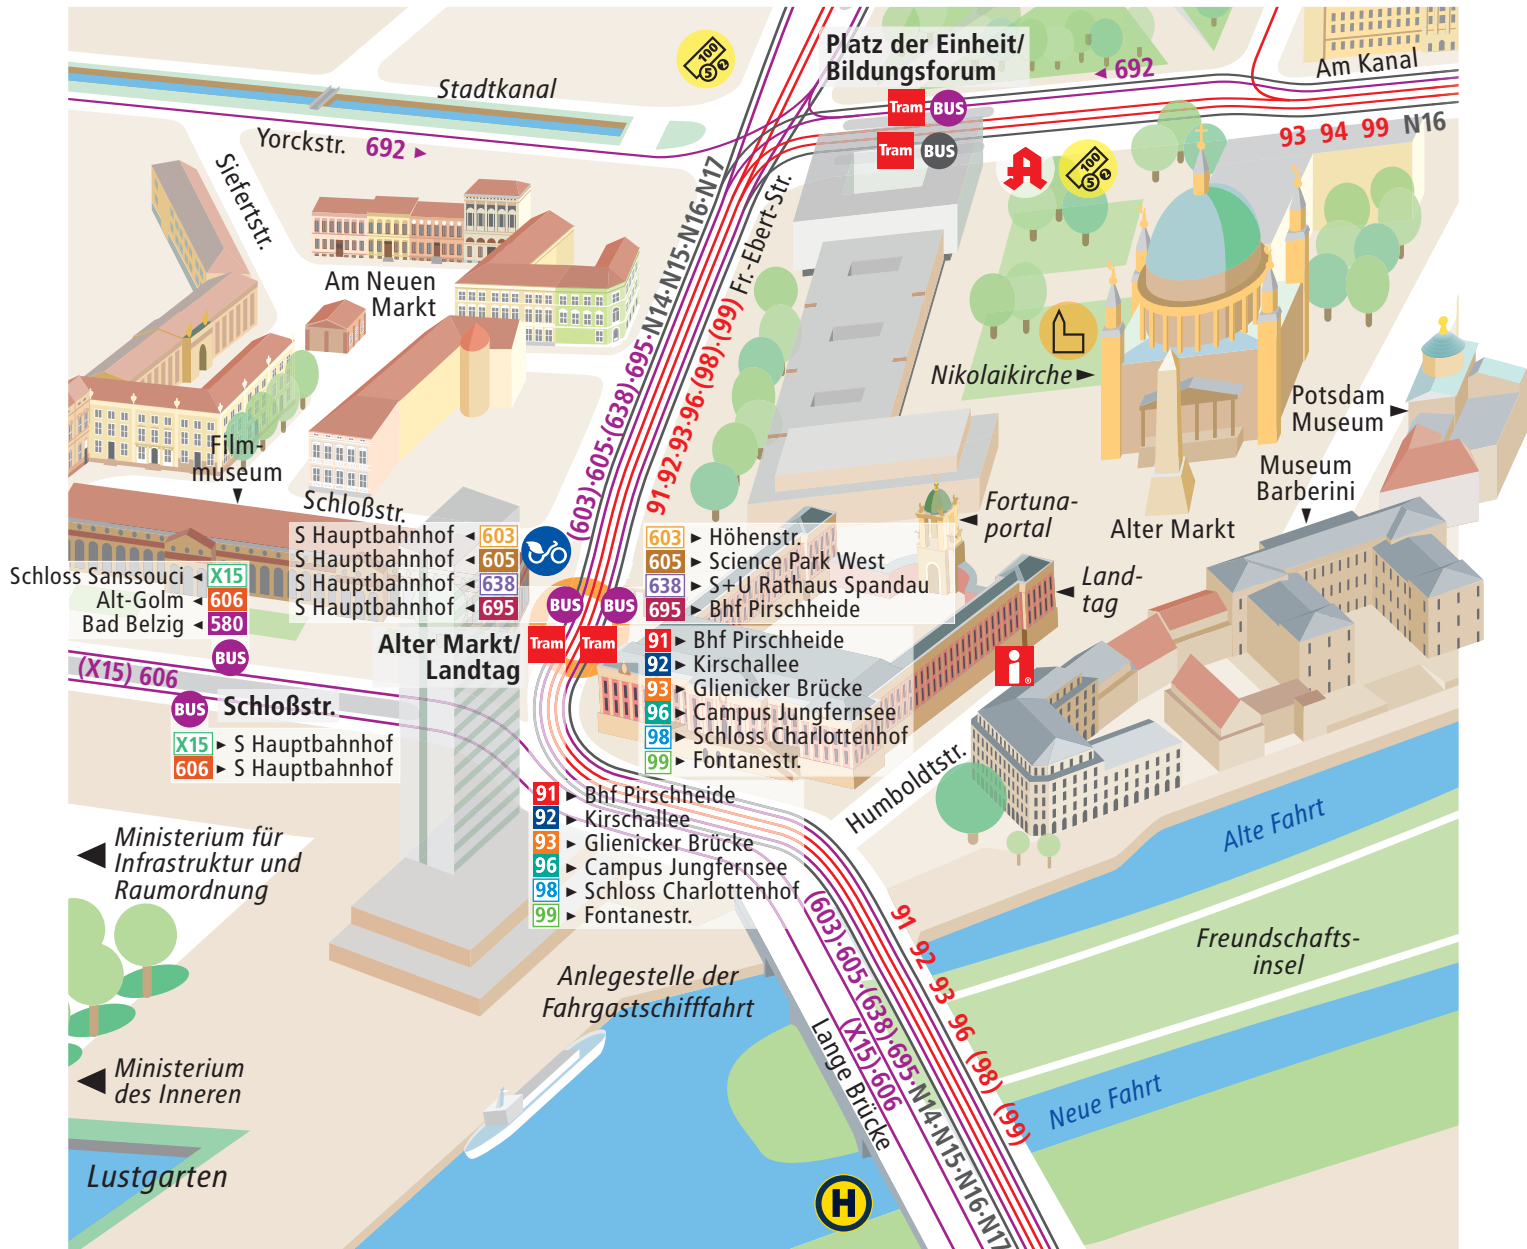 Platz der Einheit/
Bildungsforum
Tram BUS
Tram BUS
◄ 692
Am Kanal
93 94 99 N16
100
5
Stadtkanal
Yorckstr. 692 ►
Siefertstr.
Am Neuen
Markt
(603)·605·(638)·695·N14·N15·N16·N17
91·92·93·96·(98)·(99) Fr.-Ebert-Str.
100
5
Nikolaikirche ►
Potsdam
Museum ►
Museum
Barberini
Alter Markt
Fortuna-
portal
Land-
tag
Film-
museum
Schloßstr.
S Hauptbahnhof ◄ 603
S Hauptbahnhof ◄ 605
S Hauptbahnhof ◄ 638
S Hauptbahnhof ◄ 695
603 ► Höhenstr.
605 ► Science Park West
638 ► S+U Rathaus Spandau
695 ► Bhf Pirschheide
Schloss Sanssouci ◄ X15
Alt-Golm ◄ 606
Bad Belzig ◄ 580
BUS
(X15) 606
BUS Schloßstr.
X15 ► S Hauptbahnhof
606 ► S Hauptbahnhof
BUS BUS
Tram Tram
Alter Markt/
Landtag
91 ► Bhf Pirschheide
92 ► Kirschallee
93 ► Glienicker Brücke
96 ► Campus Jungfernsee
98 ► Schloss Charlottenhof
99 ► Fontanestr.
i
Humboldtstr.
91 ► Bhf Pirschheide
92 ► Kirschallee
93 ► Glienicker Brücke
96 ► Campus Jungfernsee
98 ► Schloss Charlottenhof
99 ► Fontanestr.
Ministerium für
Infrastruktur und
Raumordnung
Ministerium
des Inneren
Lustgarten
Anlegestelle der
Fahrgastschifffahrt
Lange Brücke
(X15)·606
(603)·605·(638)·695·N14·N15·N16·N17
91 92 93 96 (98) (99)
Alte Fahrt
Freundschafts-
insel
Neue Fahrt
H